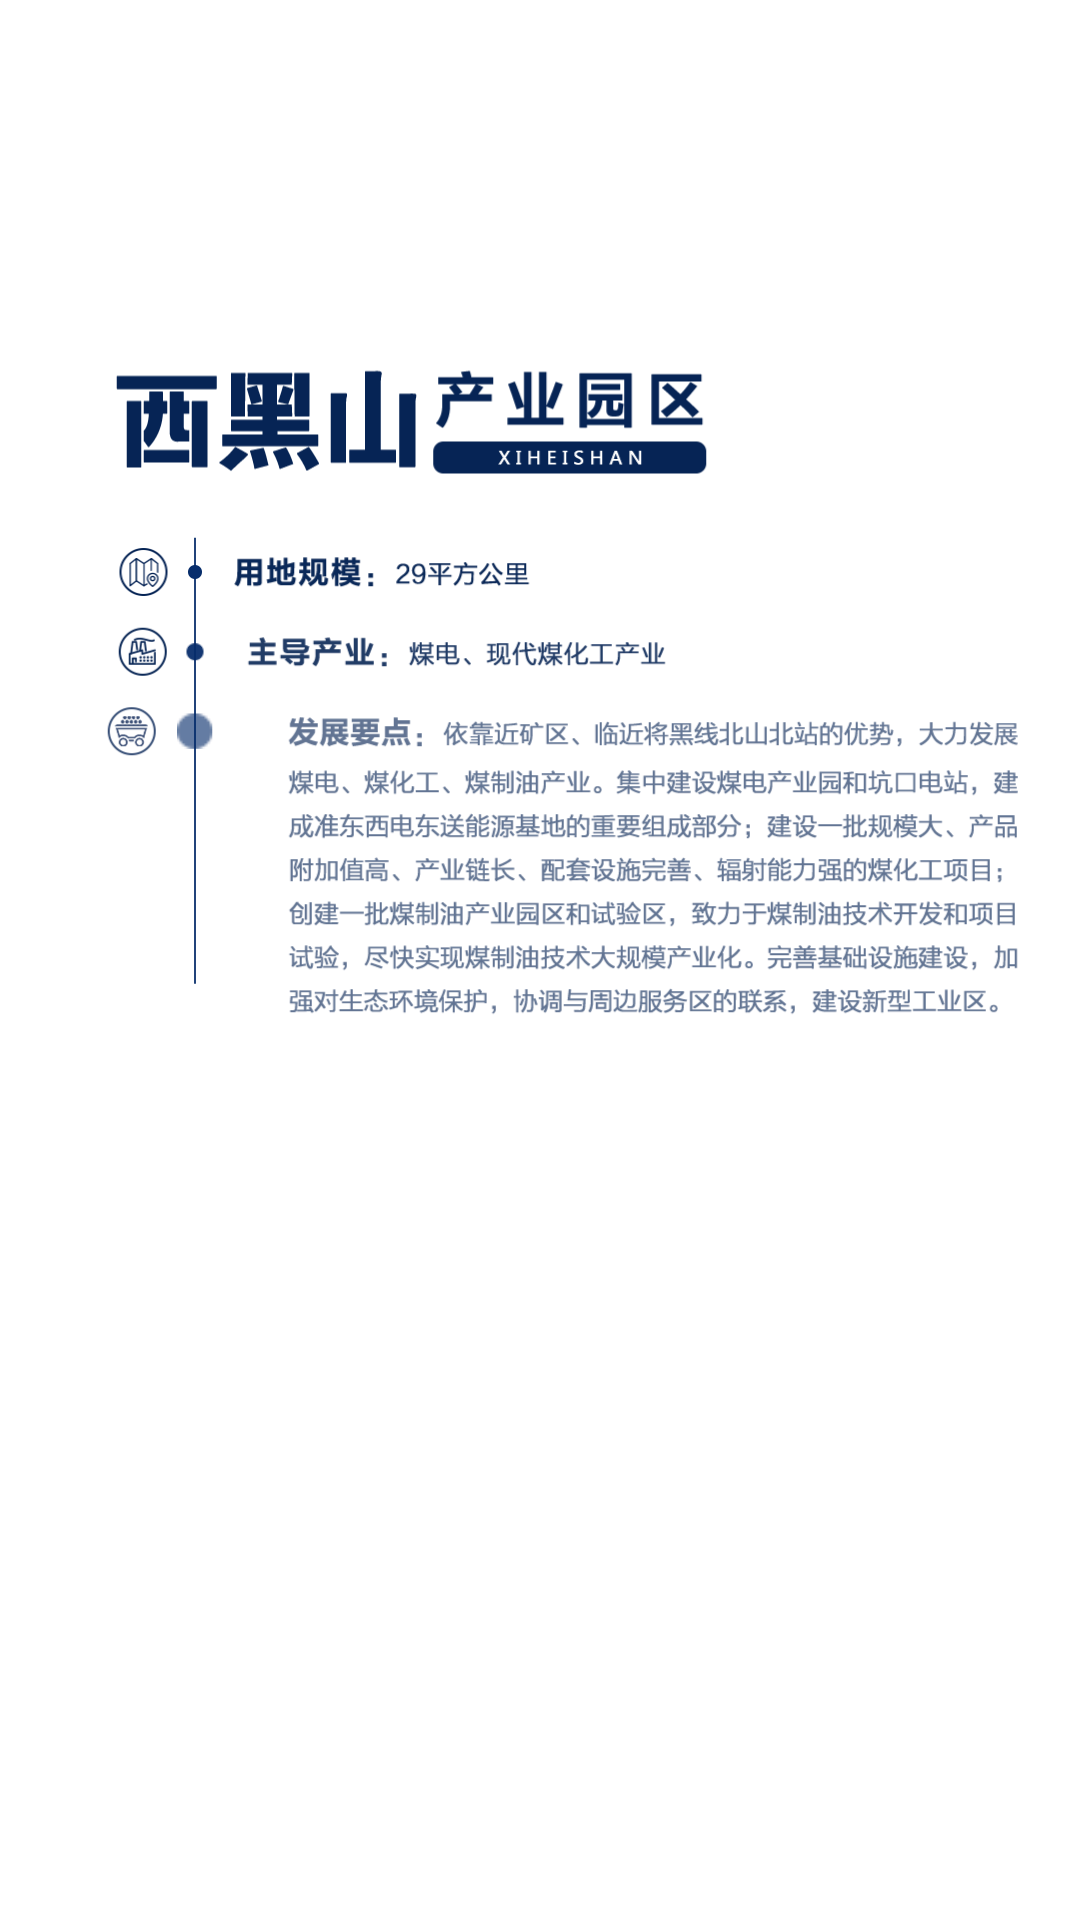 西黑山产业园区
XIHEISHAN
用地规模：29平方公里
主导产业：煤电、现代煤化工产业
发展要点：依靠近矿区、临近将黑线北山北站的优势，大力发展
煤电、煤化工、煤制油产业。集中建设煤电产业园和坑口电站，建
成准东西电东送能源基地的重要组成部分；建设一批规模大、产品
附加值高、产业链长、配套设施完善、辐射能力强的煤化工项目；
创建一批煤制油产业园区和试验区，致力于煤制油技术开发和项目
试验，尽快实现煤制油技术大规模产业化。完善基础设施建设，加
强对生态环境保护，协调与周边服务区的联系，建设新型工业区。